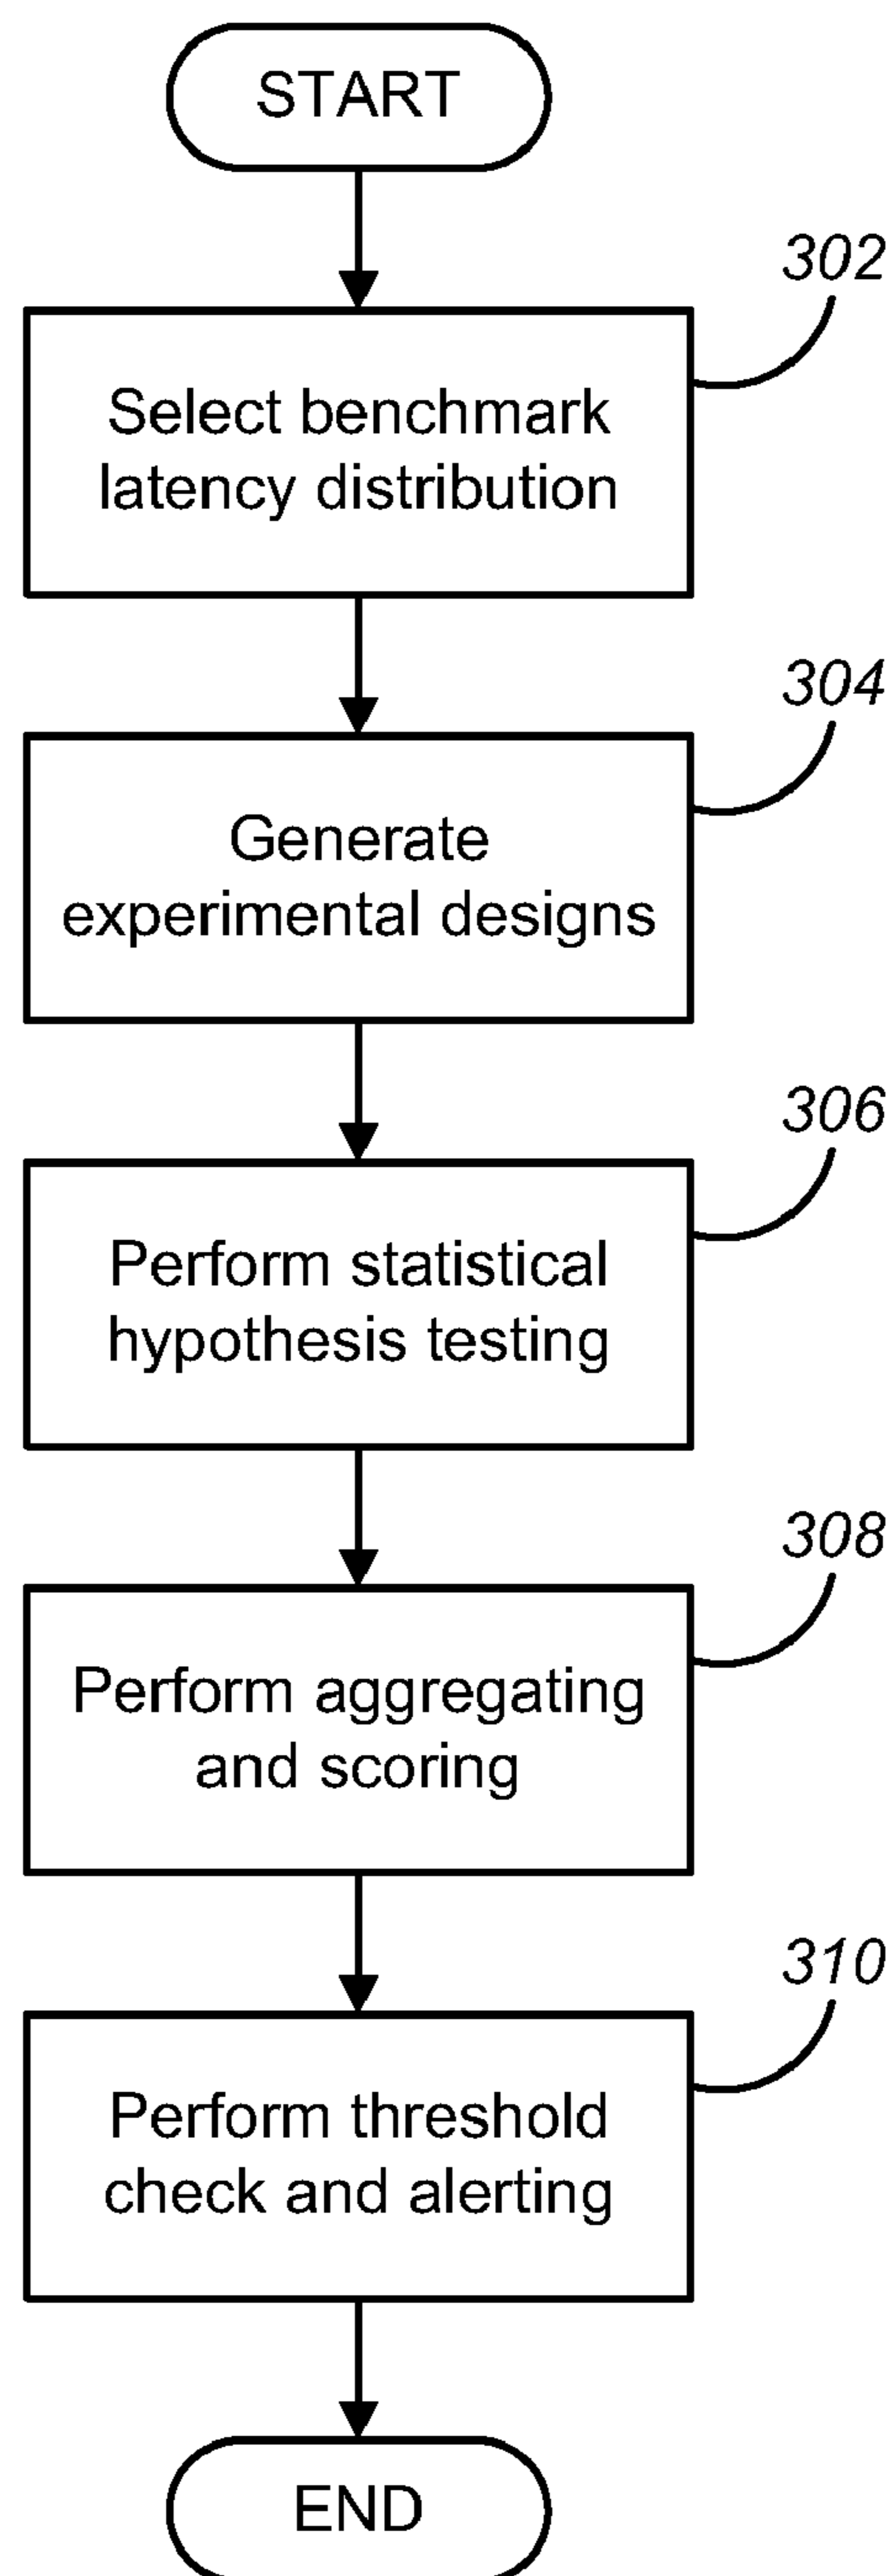 START
302
Select benchmark
latency distribution
304
Generate
experimental designs
306
Perform statistical
hypothesis testing
308
Perform aggregating
and scoring
310
Perform threshold
check and alerting
END